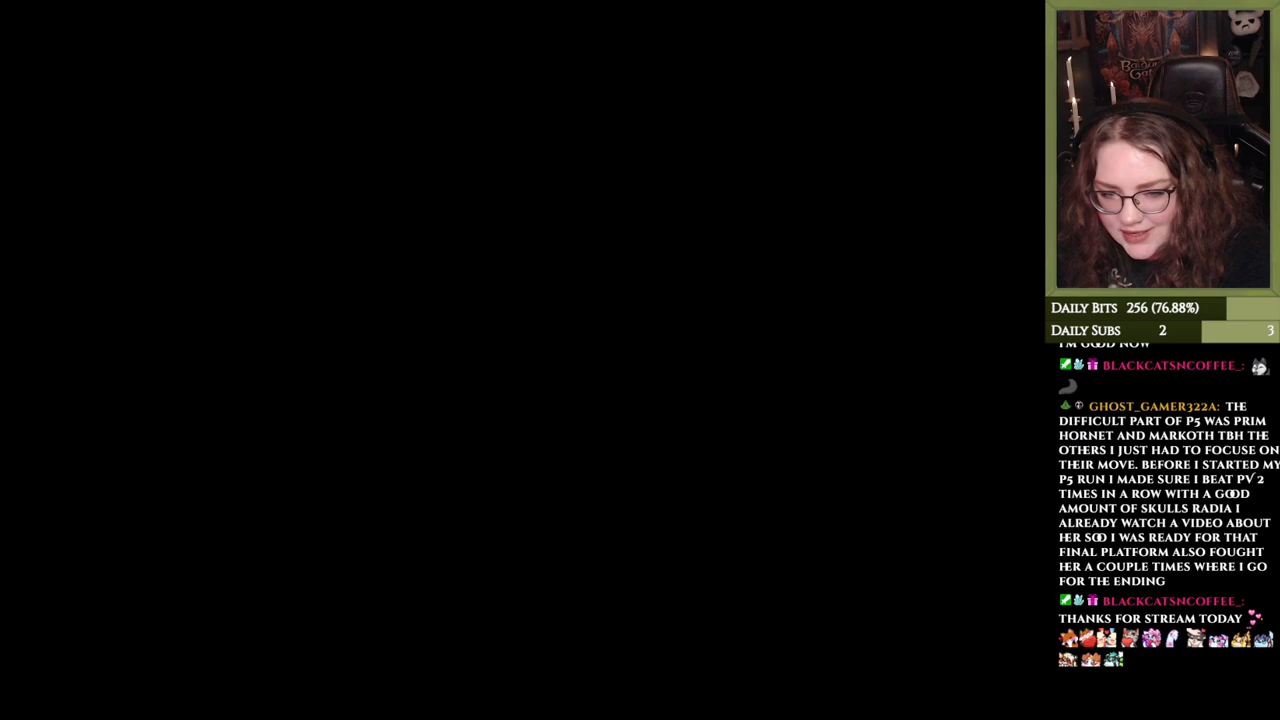 Baldur's
Gate
DAILY BITS 256 (76.88%)
DAILY SUBS 2 3
I'M GOOD NOW
BLACKCATSNCOFFEE_:
GHOST_GAMER322A: THE
DIFFICULT PART OF P5 WAS PRIM
HORNET AND MARKOTH TBH THE
OTHERS I JUST HAD TO FOCUS ON
THEIR MOVE. BEFORE I STARTED MY
P5 RUN I MADE SURE I BEAT PV 2
TIMES IN A ROW WITH A GOOD
AMOUNT OF SKULLS RADIA I
ALREADY WATCH A VIDEO ABOUT
HER SOO I WAS READY FOR THAT
FINAL PLATFORM ALSO FOUGHT
HER A COUPLE TIMES WHERE I GO
FOR THE ENDING
BLACKCATSNCOFFEE_:
THANKS FOR STREAM TODAY